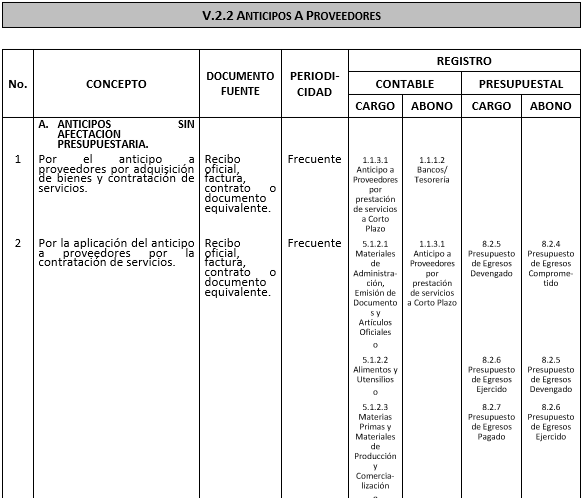 V.2.2 ANTICIPOS A PROVEEDORES
No.
CONCEPTO
DOCUMENTO
FUENTE
PERIODI-
CIDAD
REGISTRO
CONTABLE
PRESUPUESTAL
CARGO
ABONO
CARGO
ABONO
A. ANTICIPOS SIN
AFECTACION
PRESUPUESTARIA.
1
Por el anticipo a
proveedores por adquisición
de bienes y contratación de
servicios.
Recibo
oficial,
factura,
contrato o
documento
equivalente.
Frecuente
1.1.3.1
Anticipo a
Proveedores
por
prestación
de servicios
a Corto
Plazo
1.1.1.2
Bancos/
Tesorería
2
Por la aplicación del anticipo
a proveedores por la
contratación de servicios.
Recibo
oficial,
factura,
contrato o
documento
equivalente.
Frecuente
5.1.2.1
Materiales
de
Administra-
ción,
Emisión de
Documento
s y
Artículos
Oficiales
o
5.1.2.2
Alimentos y
Utensilios
o
5.1.2.3
Materias
Primas y
Materiales
de
Producción
y
Comercia-
lización
o
1.1.3.1
Anticipo a
Proveedores
por
prestación
de servicios
a Corto Plazo
8.2.5
Presupuesto
de Egresos
Devengado
8.2.6
Presupuesto
de Egresos
Ejercido
8.2.7
Presupuesto
de Egresos
Pagado
8.2.4
Presupuesto
de Egresos
Comprome-
tido
8.2.5
Presupuesto
de Egresos
Devengado
8.2.6
Presupuesto
de Egresos
Ejercido